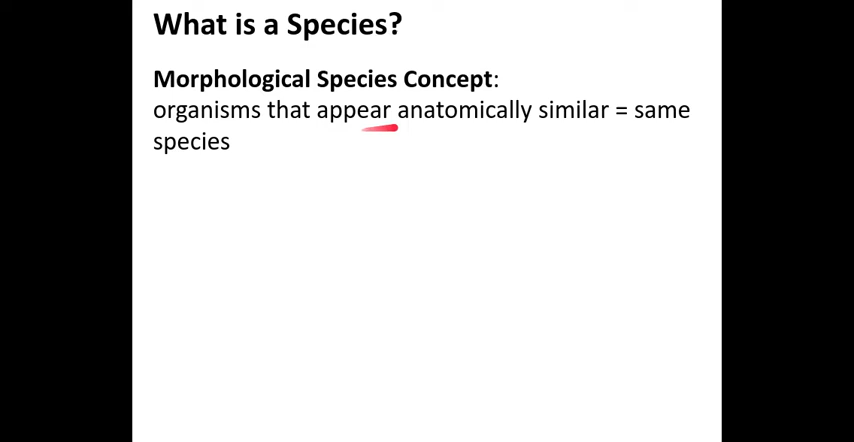 What is a Species?
Morphological Species Concept:
organisms that appear anatomically similar = same
species